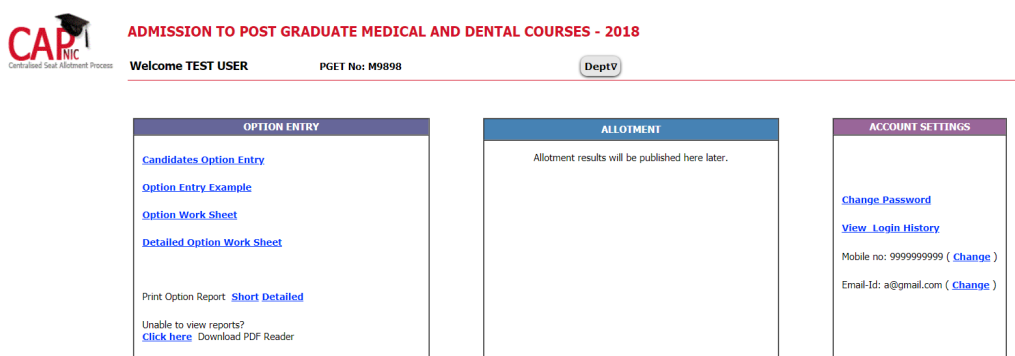 CAP NIC
Centralised Seat Allotment Process
ADMISSION TO POST GRADUATE MEDICAL AND DENTAL COURSES - 2018
Welcome TEST USER PGET No: M9898 Dept∇
OPTION ENTRY
Candidates Option Entry
Option Entry Example
Option Work Sheet
Detailed Option Work Sheet
Print Option Report Short Detailed
Unable to view reports?
Click here Download PDF Reader
ALLOTMENT
Allotment results will be published here later.
ACCOUNT SETTINGS
Change Password
View Login History
Mobile no: 9999999999 ( Change )
Email-Id: a@gmail.com ( Change )